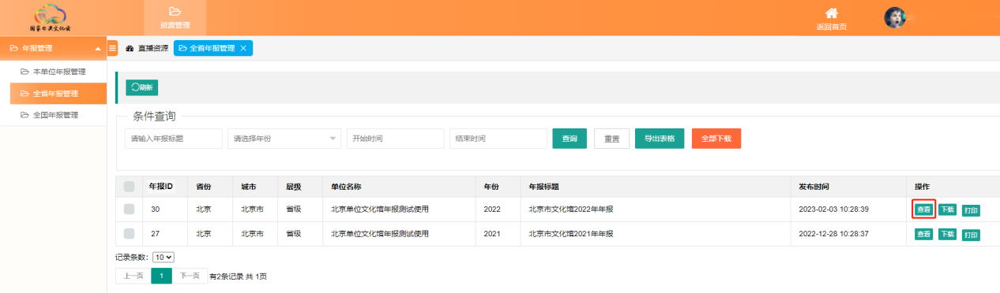 国家公共文化云
资源管理
返回首页
年报管理
直播资源
全省年报管理
本单位年报管理
全省年报管理
全国年报管理
刷新
条件查询
请输入年报标题 请选择年份 开始时间 结束时间 查询 重置 导出表格 全部下载
年报ID 省份 城市 层级 单位名称 年份 年报标题 发布时间 操作
30 北京 北京市 省级 北京单位文化馆年报测试使用 2022 北京市文化馆2022年年报 2023-02-03 10:28:39 查看 下载 打印
27 北京 北京市 省级 北京单位文化馆年报测试使用 2021 北京市文化馆2021年年报 2022-12-28 10:28:37 查看 下载 打印
记录条数: 10
上一页 1 下一页 有2条记录 共 1页